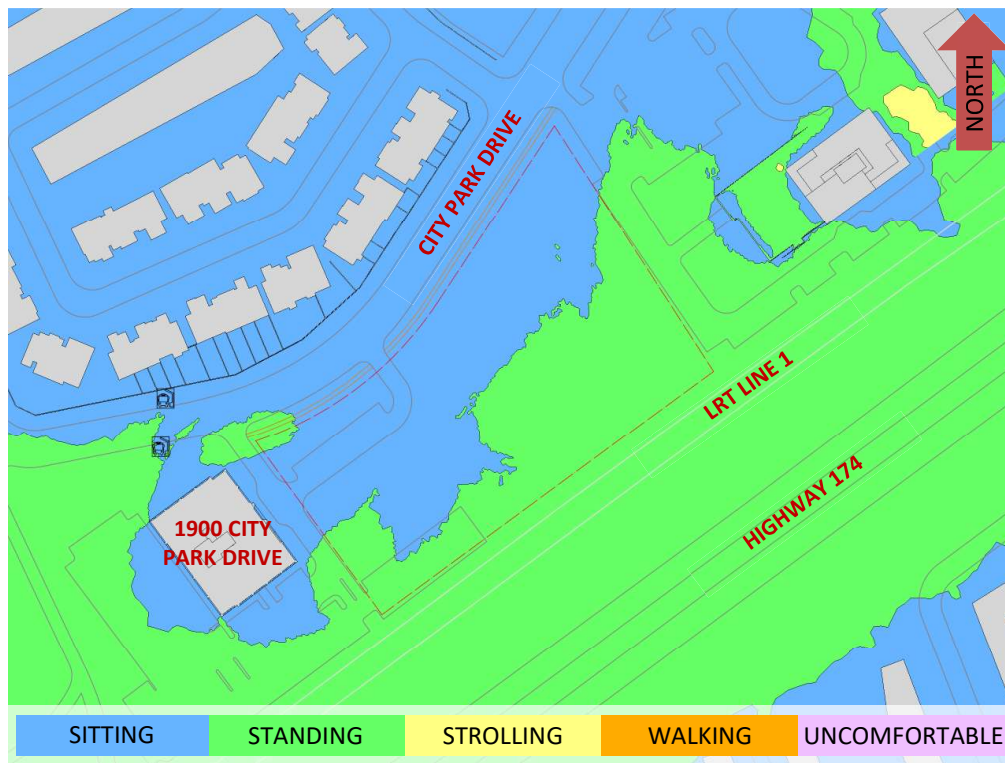 NORTH
CITY PARK DRIVE
LRT LINE 1
HIGHWAY 174
1900 CITY
PARK DRIVE
SITTING
STANDING
STROLLING
WALKING
UNCOMFORTABLE